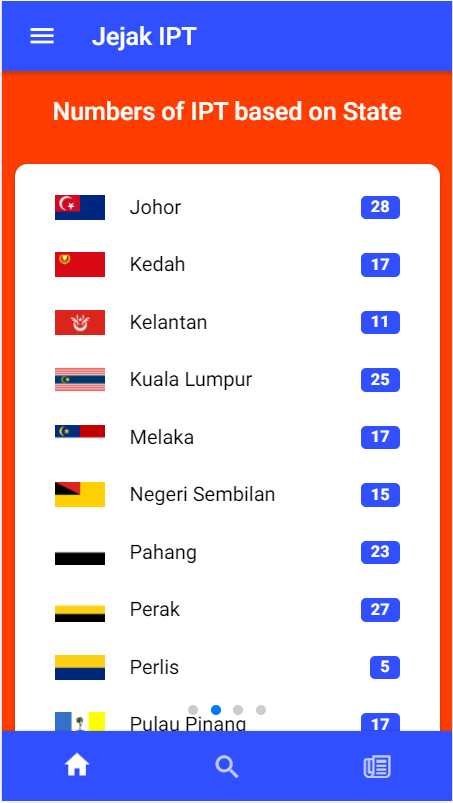 Jejak IPT
Numbers of IPT based on State
Johor 28
Kedah 17
Kelantan 11
Kuala Lumpur 25
Melaka 17
Negeri Sembilan 15
Pahang 23
Perak 27
Perlis 5
Pulau Pinang 17